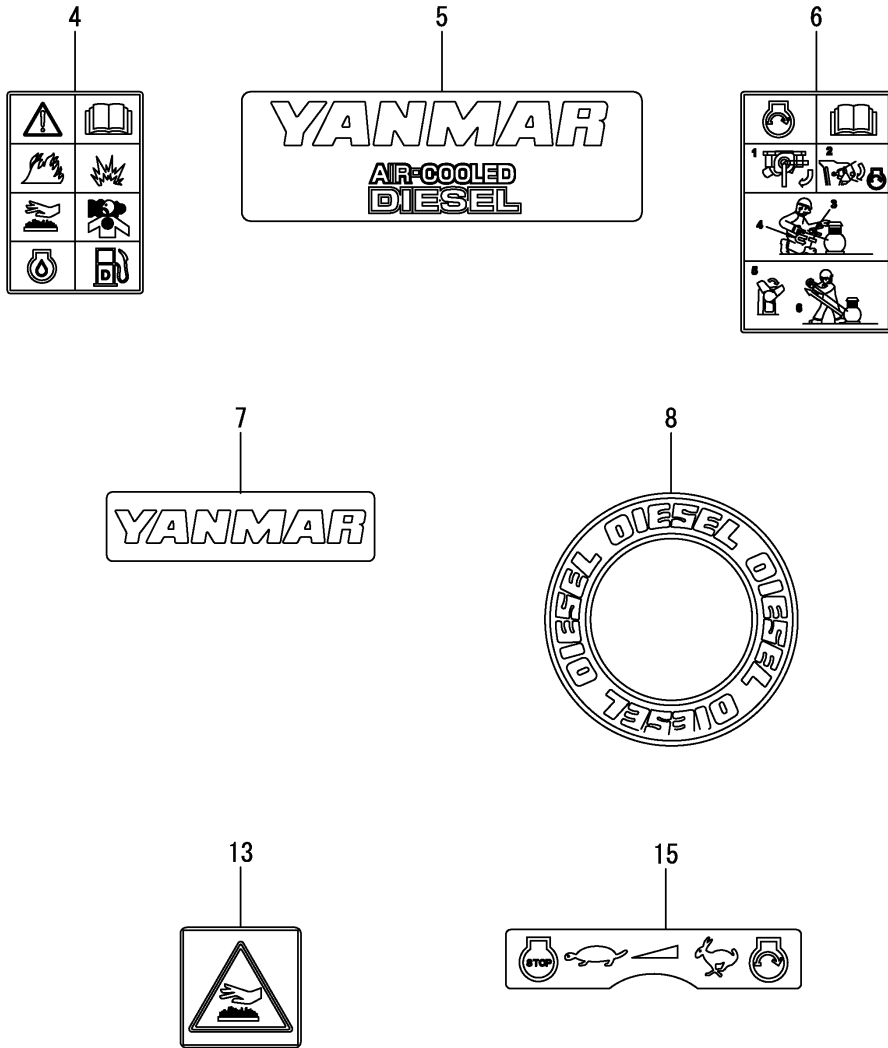 4
5
6
YANMAR
AIR-COOLED
DIESEL
D
1
2
3
4
5
6
7
8
YANMAR
DIESEL DIESEL DIESEL DIESEL DIESEL
13
15
STOP